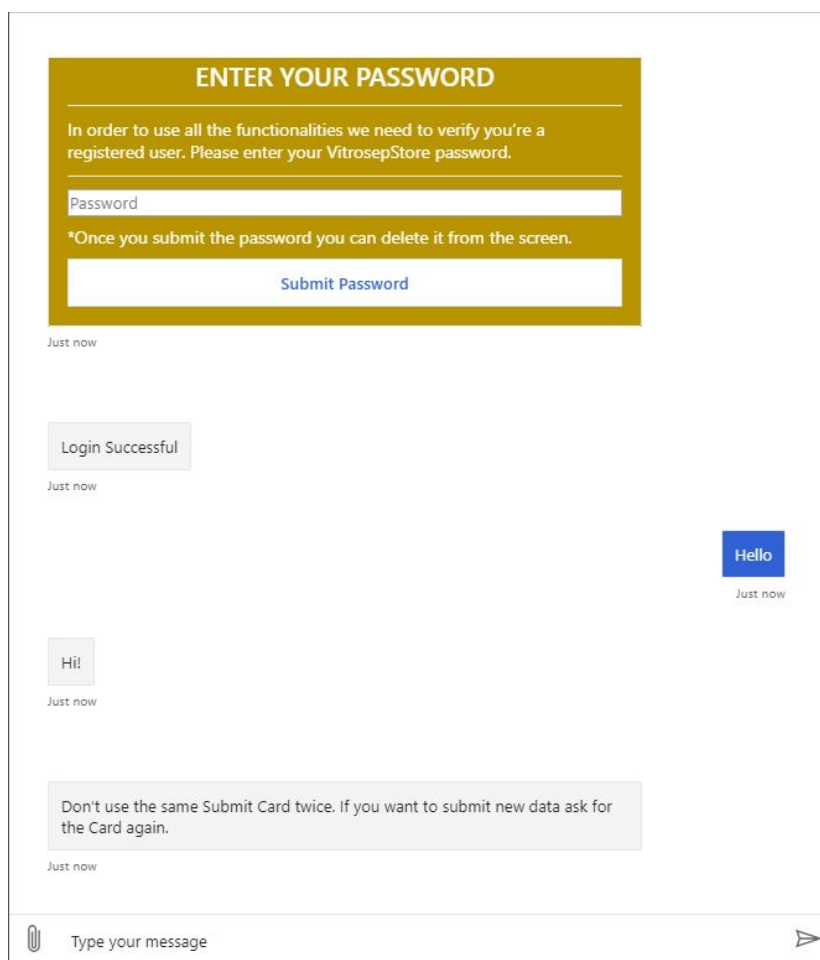 ENTER YOUR PASSWORD
In order to use all the functionalities we need to verify you're a
registered user. Please enter your VitrosepStore password.
Password
*Once you submit the password you can delete it from the screen.
Submit Password
Just now
Login Successful
Just now
Hello
Just now
Hi!
Just now
Don't use the same Submit Card twice. If you want to submit new data ask for
the Card again.
Just now
Type your message